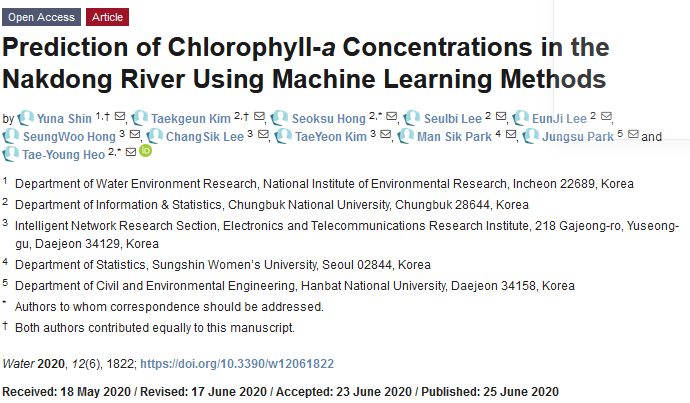 Open Access Article
Prediction of Chlorophyll-a Concentrations in the
Nakdong River Using Machine Learning Methods
by Yuna Shin 1,†, Taekgeun Kim 2,†, Seoksu Hong 2,*, Seulbi Lee 2, EunJi Lee 2,
SeungWoo Hong 3, ChangSik Lee 3, TaeYeon Kim 3, Man Sik Park 4, Jungsu Park 5 and
Tae-Young Heo 2,* iD
1 Department of Water Environment Research, National Institute of Environmental Research, Incheon 22689, Korea
2 Department of Information & Statistics, Chungbuk National University, Chungbuk 28644, Korea
3 Intelligent Network Research Section, Electronics and Telecommunications Research Institute, 218 Gajeong-ro, Yuseong-
gu, Daejeon 34129, Korea
4 Department of Statistics, Sungshin Women's University, Seoul 02844, Korea
5 Department of Civil and Environmental Engineering, Hanbat National University, Daejeon 34158, Korea
* Authors to whom correspondence should be addressed.
† Both authors contributed equally to this manuscript.
Water 2020, 12(6), 1822; https://doi.org/10.3390/w12061822
Received: 18 May 2020 / Revised: 17 June 2020 / Accepted: 23 June 2020 / Published: 25 June 2020